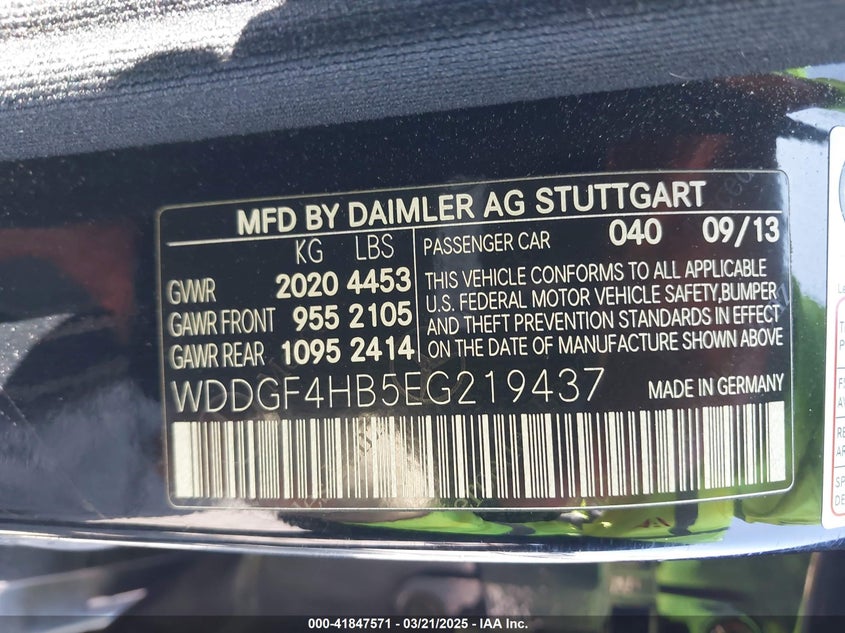 MFD BY DAIMLER AG STUTTGART
KG LBS PASSENGER CAR 040 09/13
GVWR 2020 4453
GAWR FRONT 955 2105
GAWR REAR 1095 2414
THIS VEHICLE CONFORMS TO ALL APPLICABLE
U.S. FEDERAL MOTOR VEHICLE SAFETY,BUMPER
AND THEFT PREVENTION STANDARDS IN EFFECT
ON THE DATE OF MANUFACTURE SHOWN ABOVE
WDDGF4HB5EG219437 MADE IN GERMANY
000-41847571 / 03/21/2025 - IAA Inc.